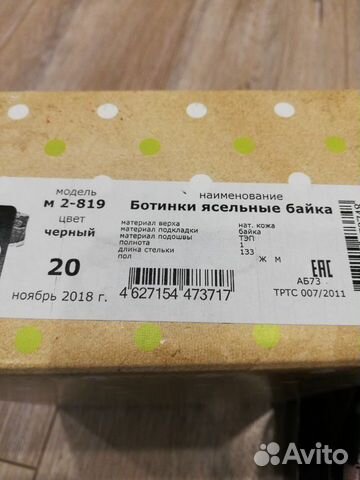 модель
м 2-819
цвет
черный
20
ноябрь 2018 г.
наименование
Ботинки ясельные байка
материал верха нат. кожа
материал подкладки байка
материал подошвы ТЭП
полнота 1
длина стельки 133
пол Ж М
4 627154 473717
ЕАС
АБ73
ТРТС 007/2011
Avito